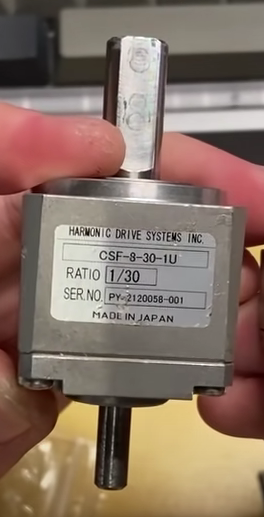 HARMONIC DRIVE SYSTEMS INC.
CSF-8-30-1U
RATIO 1/30
SER.NO. PY-2120058-001
MADE IN JAPAN